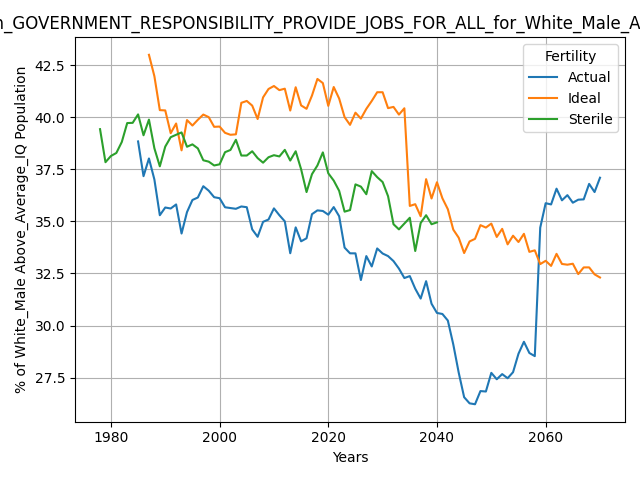 GOVERNMENT_RESPONSIBILITY_PROVIDE_JOBS_FOR_ALL_for_White_Male_A
Fertility
Actual
Ideal
Sterile
% of White_Male Above_Average_IQ Population
42.5
40.0
37.5
35.0
32.5
30.0
27.5
1980
2000
2020
2040
2060
Years